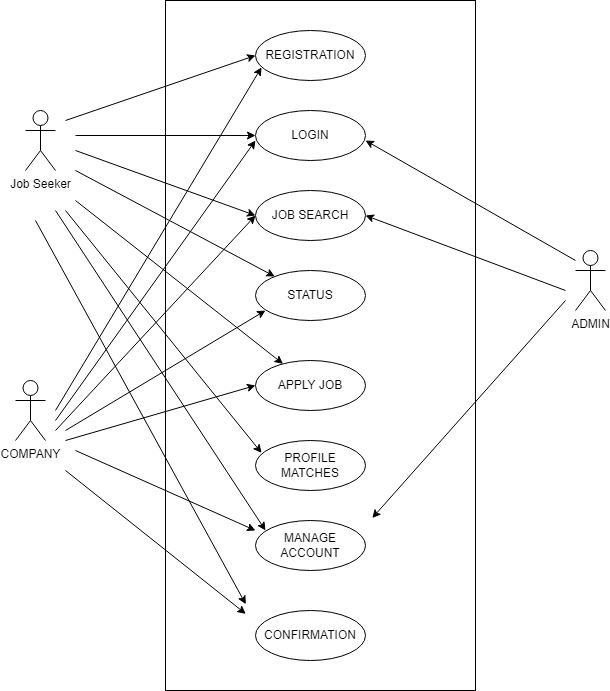 REGISTRATION
LOGIN
Job Seeker
JOB SEARCH
STATUS
ADMIN
APPLY JOB
COMPANY
PROFILE
MATCHES
MANAGE
ACCOUNT
CONFIRMATION